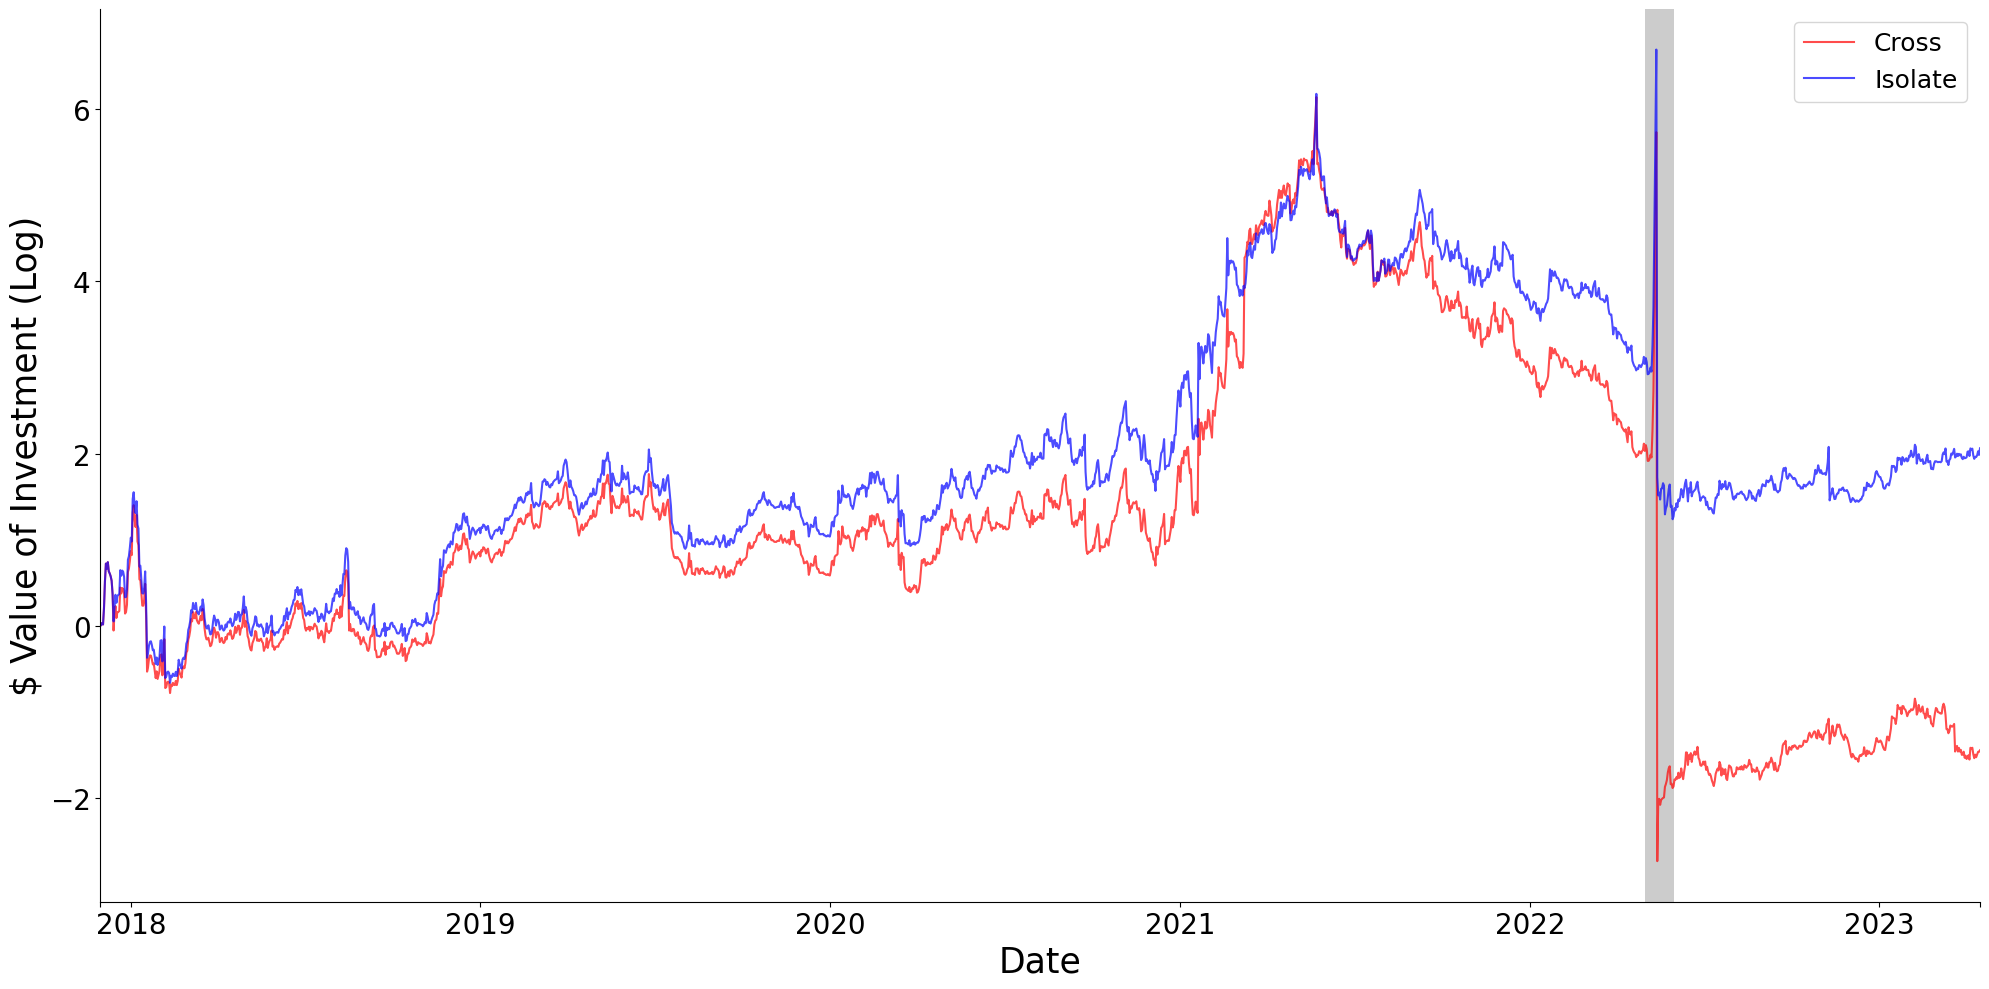 Cross
Isolate
$ Value of Investment (Log)
6
4
2
0
−2
2018 2019 2020 2021 2022 2023
Date